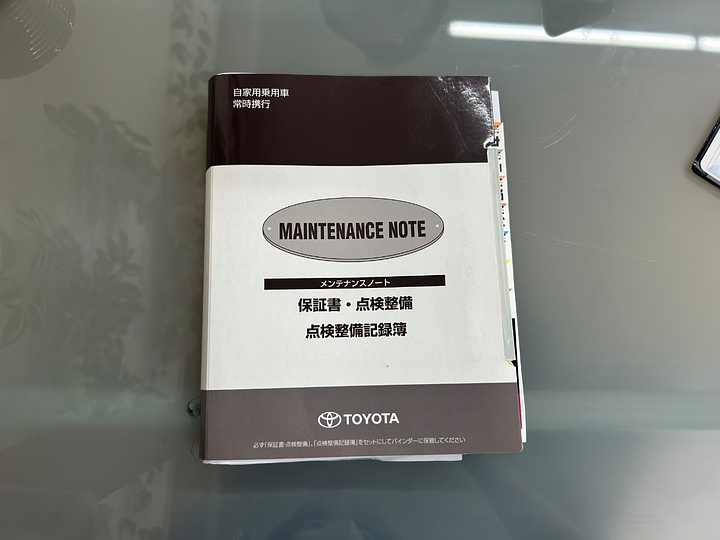 自家用乗用車
常時携行
MAINTENANCE NOTE
メンテナンスノート
保証書・点検整備
点検整備記録簿
TOYOTA
必ず「保証書・点検整備」、「点検整備記録簿」をセットにしてバインダーに保管してください